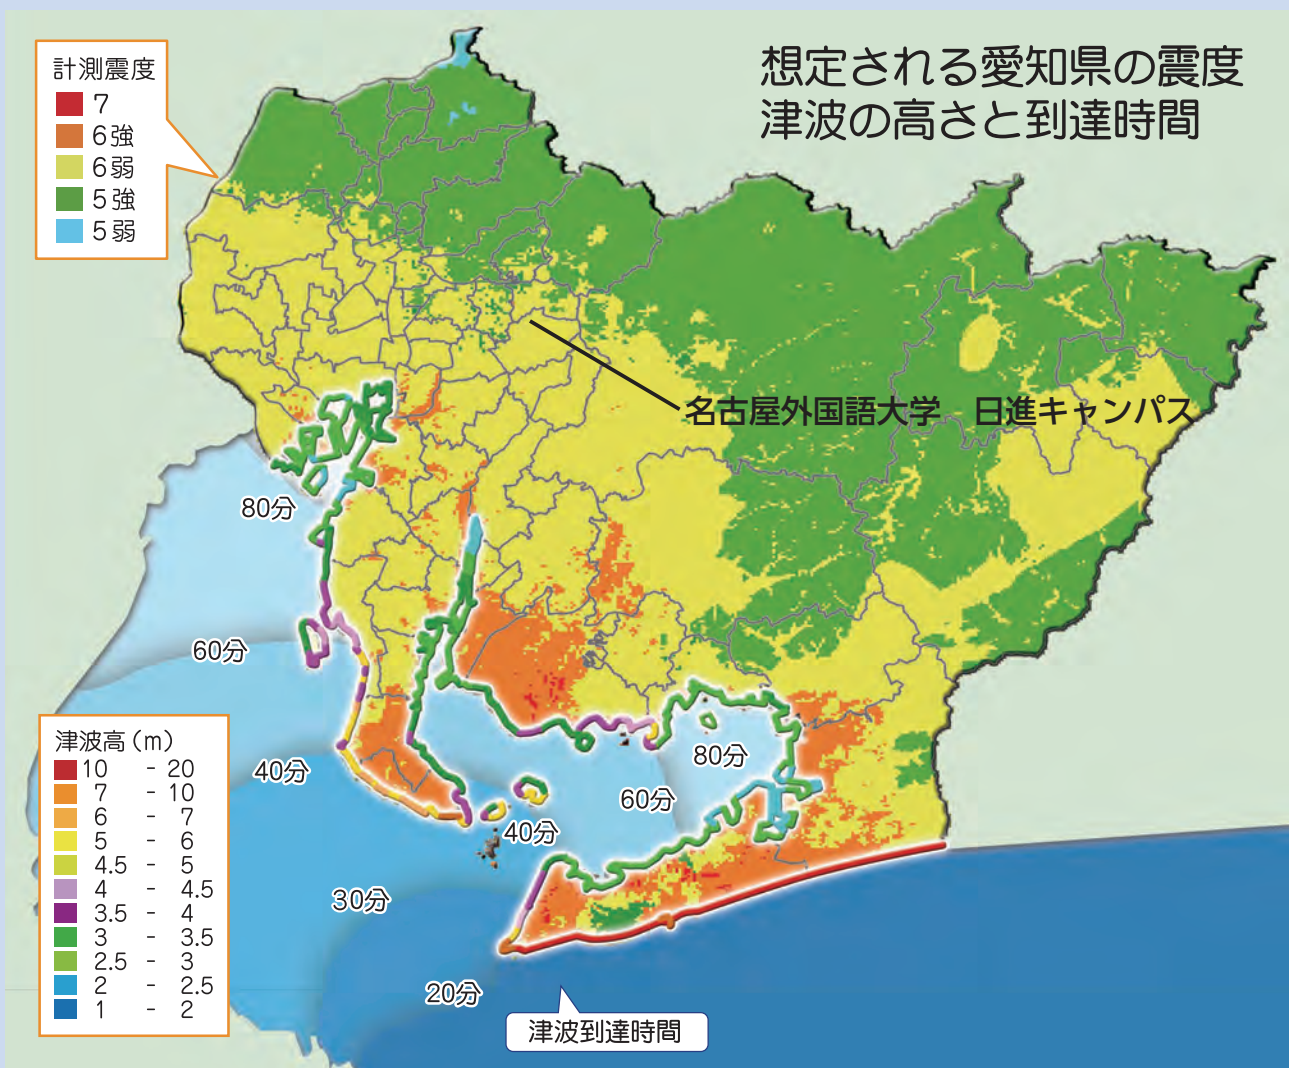 想定される愛知県の震度
津波の高さと到達時間
計測震度
7
6強
6弱
5強
5弱
名古屋外国語大学 日進キャンパス
80分
60分
40分
80分
60分
40分
30分
20分
津波到達時間
津波高(m)
10 - 20
7 - 10
6 - 7
5 - 6
4.5 - 5
4 - 4.5
3.5 - 4
3 - 3.5
2.5 - 3
2 - 2.5
1 - 2